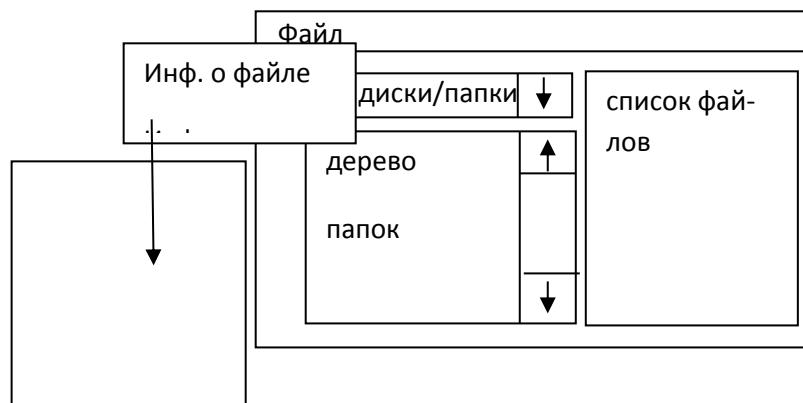 Файл
Инф. о файле
диски/папки
список фай-
лов
дерево
папок